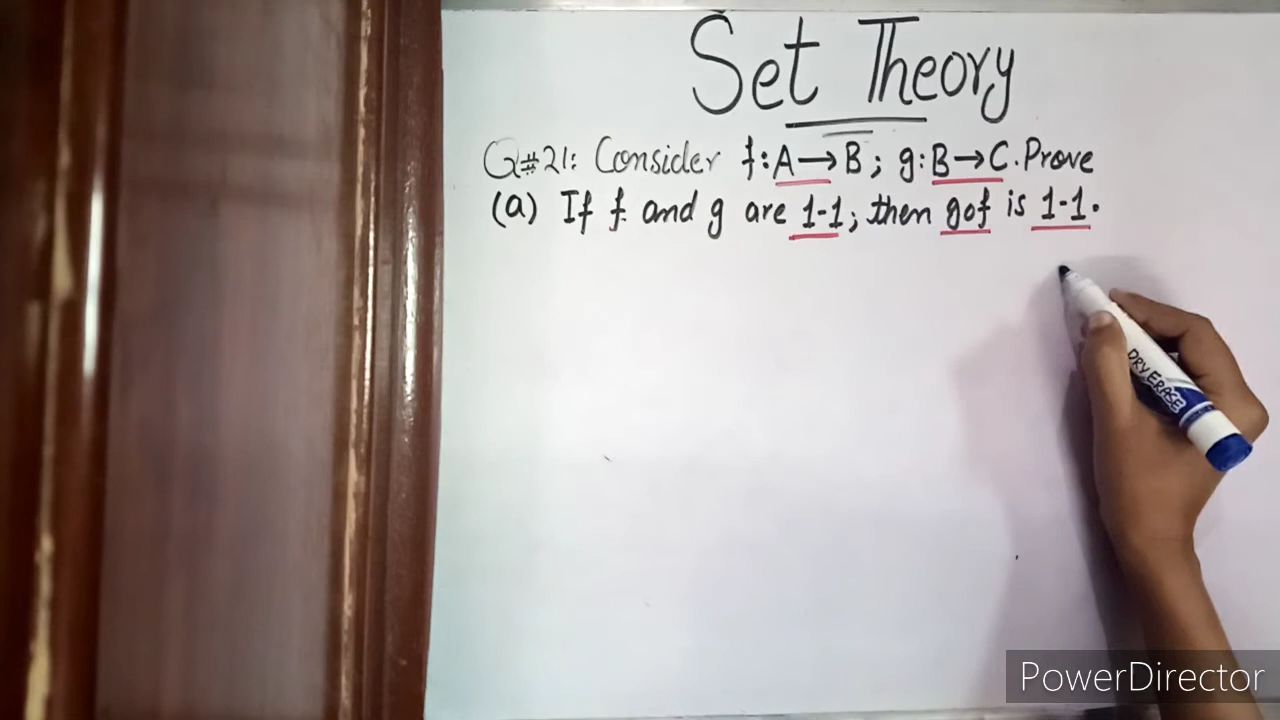 Set Theory
Q#21: Consider f:A→B; g:B→C. Prove
(a) If f and g are 1-1; then gof is 1-1.
DRY ERASE
PowerDirector